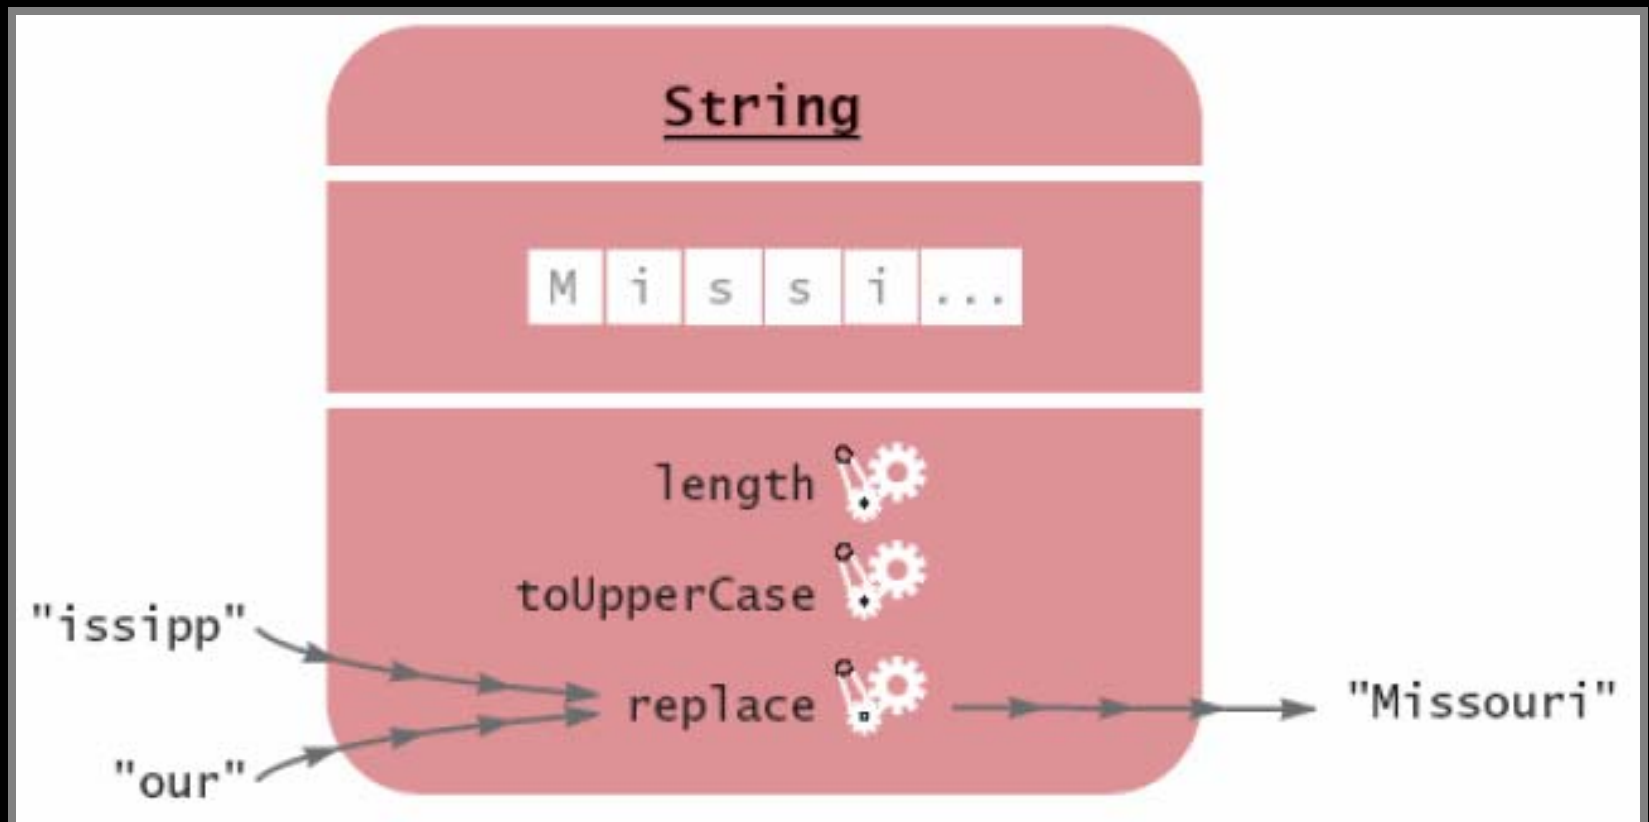 String
M i s s i ...
length
toUpperCase
"issipp"
replace
"Missouri"
"our"